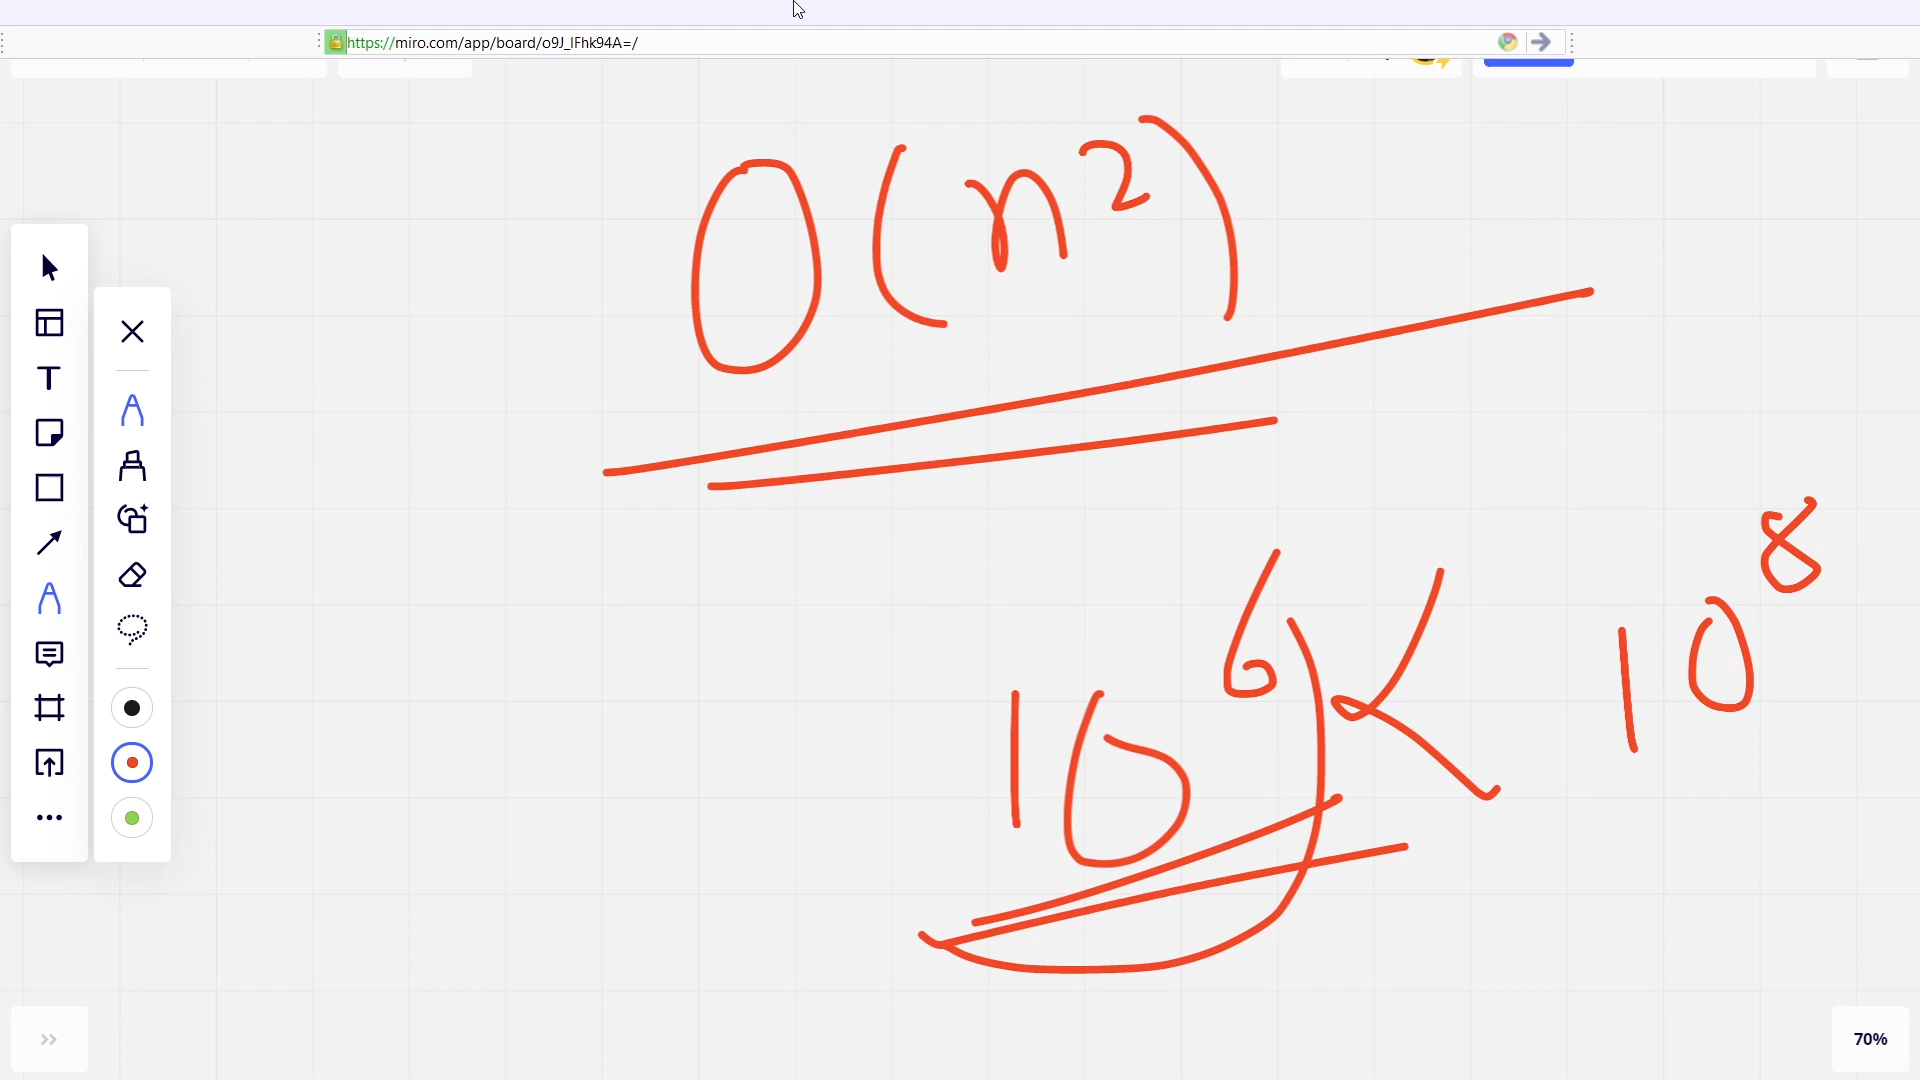 https://miro.com/app/board/o9J_lFhk94A=/
O(n²)
10⁶ < 10⁸
T
70%